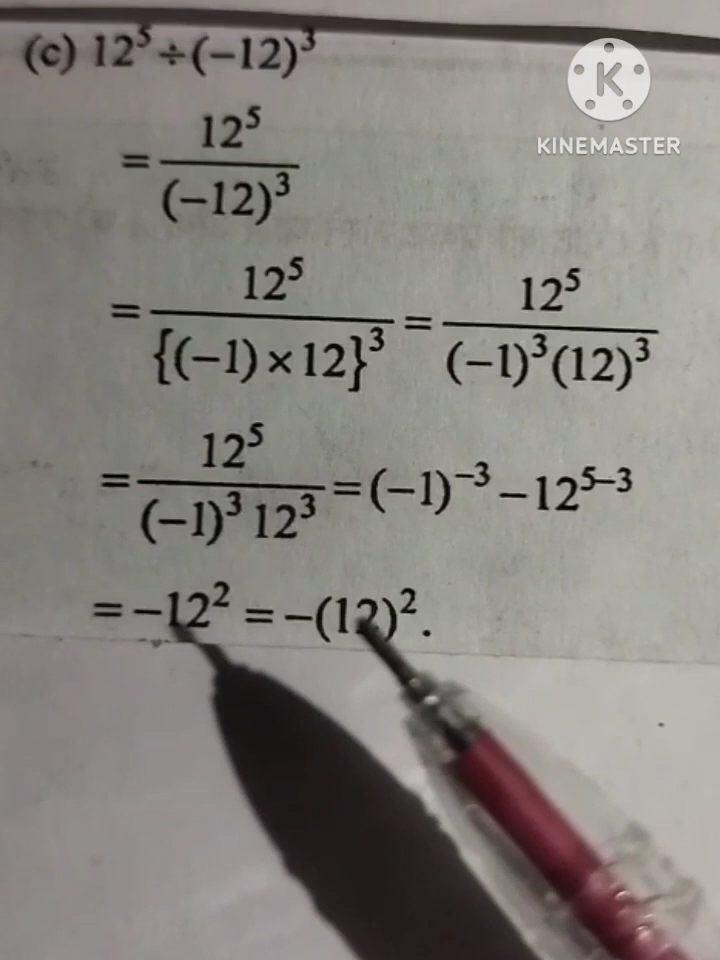 (c) 12⁵ ÷ (−12)³
K
KINEMASTER
= 12⁵ / (−12)³
= 12⁵ / {(−1) × 12}³ = 12⁵ / (−1)³(12)³
= 12⁵ / (−1)³ 12³ = (−1)⁻³ − 12⁵⁻³
= −12² = −(12)².